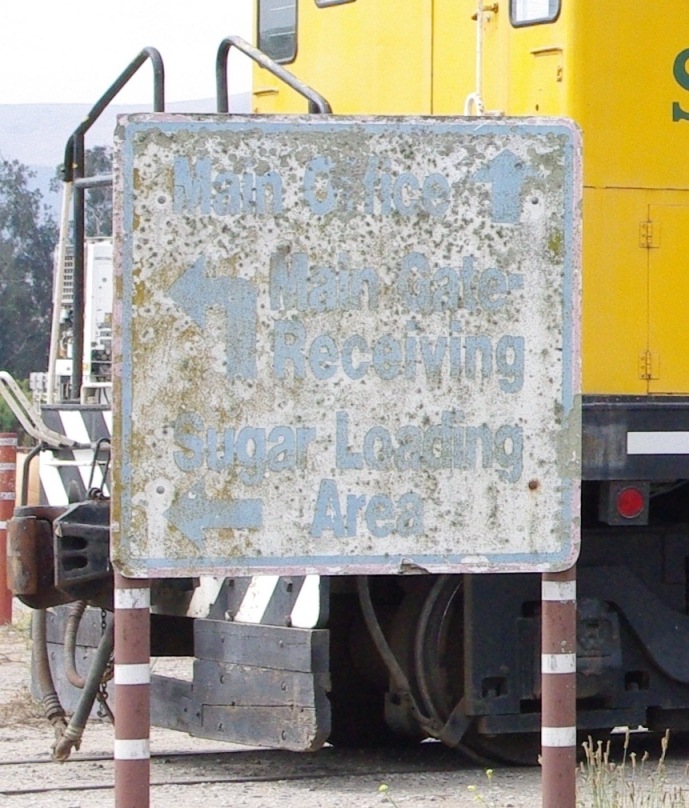 Main Office
Main Gate
Receiving
Sugar Loading
Area
S